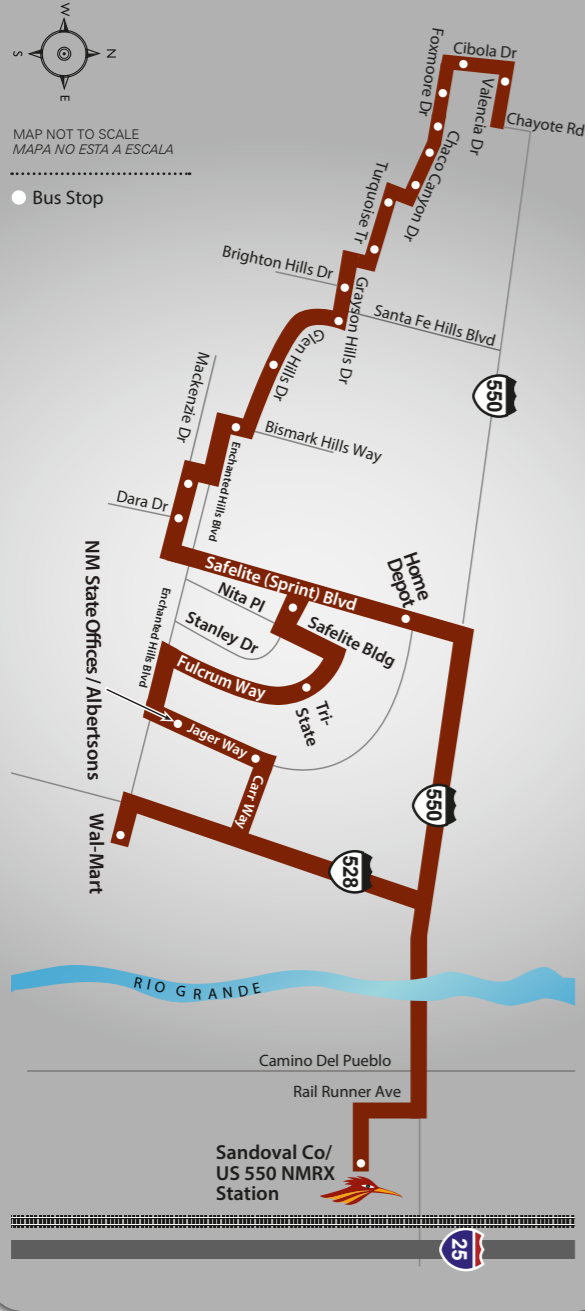 W
S
N
E
MAP NOT TO SCALE
MAPA NO ESTA A ESCALA
Bus Stop
Cibola Dr
Foxmoore Dr
Valencia Dr
Chayote Rd
Chaco Canyon Dr
Turquoise Tr
Brighton Hills Dr
Grayson Hills Dr
Santa Fe Hills Blvd
Glen Hills Dr
550
Mackenzie Dr
Bismark Hills Way
Enchanted Hills Blvd
Dara Dr
Safelite (Sprint) Blvd
Home
Depot
Nita Pl
Stanley Dr
Safelite Bldg
Enchanted Hills Blvd
Fulcrum Way
Tri-
State
NM State Offices / Albertsons
Jager Way
Carr Way
550
Wal-Mart
528
RIO GRANDE
Camino Del Pueblo
Rail Runner Ave
Sandoval Co/
US 550 NMRX
Station
25